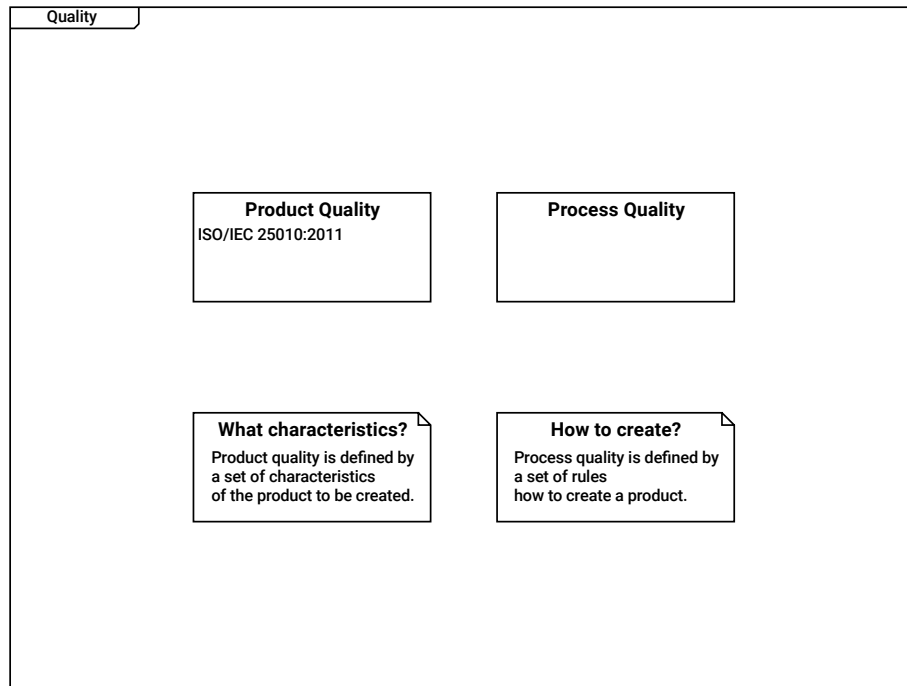 Quality
Product Quality
ISO/IEC 25010:2011
Process Quality
What characteristics?
Product quality is defined by
a set of characteristics
of the product to be created.
How to create?
Process quality is defined by
a set of rules
how to create a product.